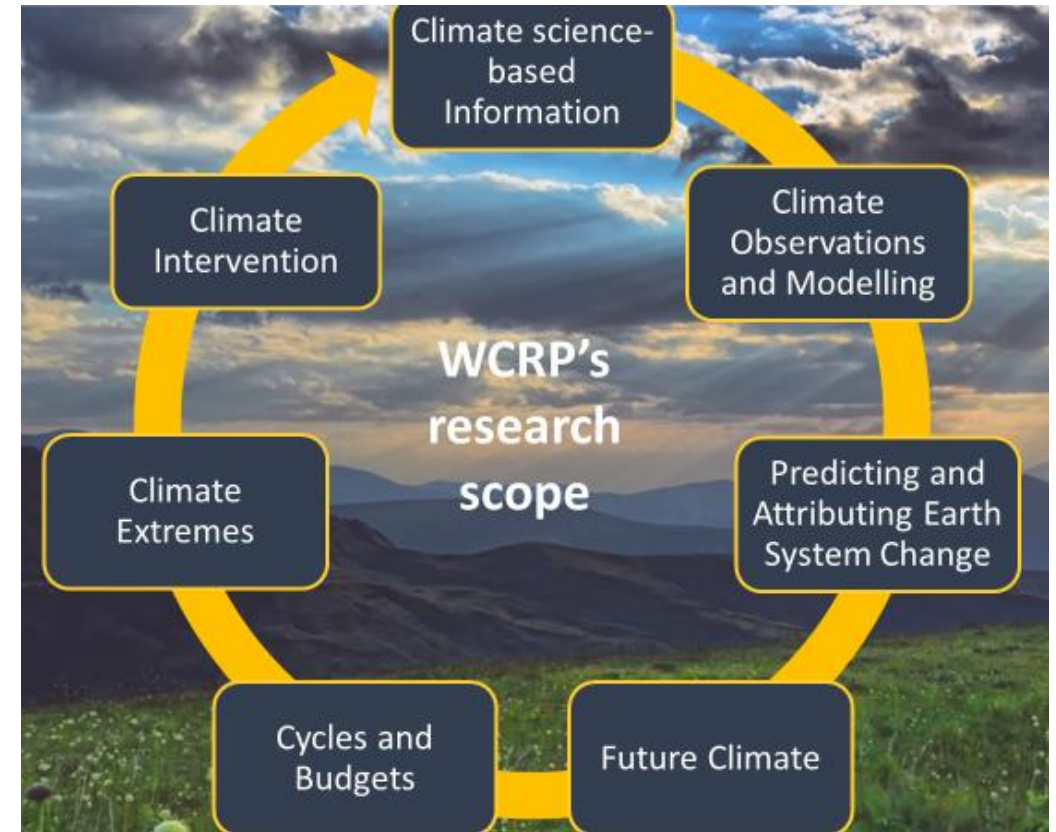 Climate science-
based
Information
Climate
Observations
and Modelling
Predicting and
Attributing Earth
System Change
Future Climate
Cycles and
Budgets
Climate
Extremes
Climate
Intervention
WCRP's
research
scope